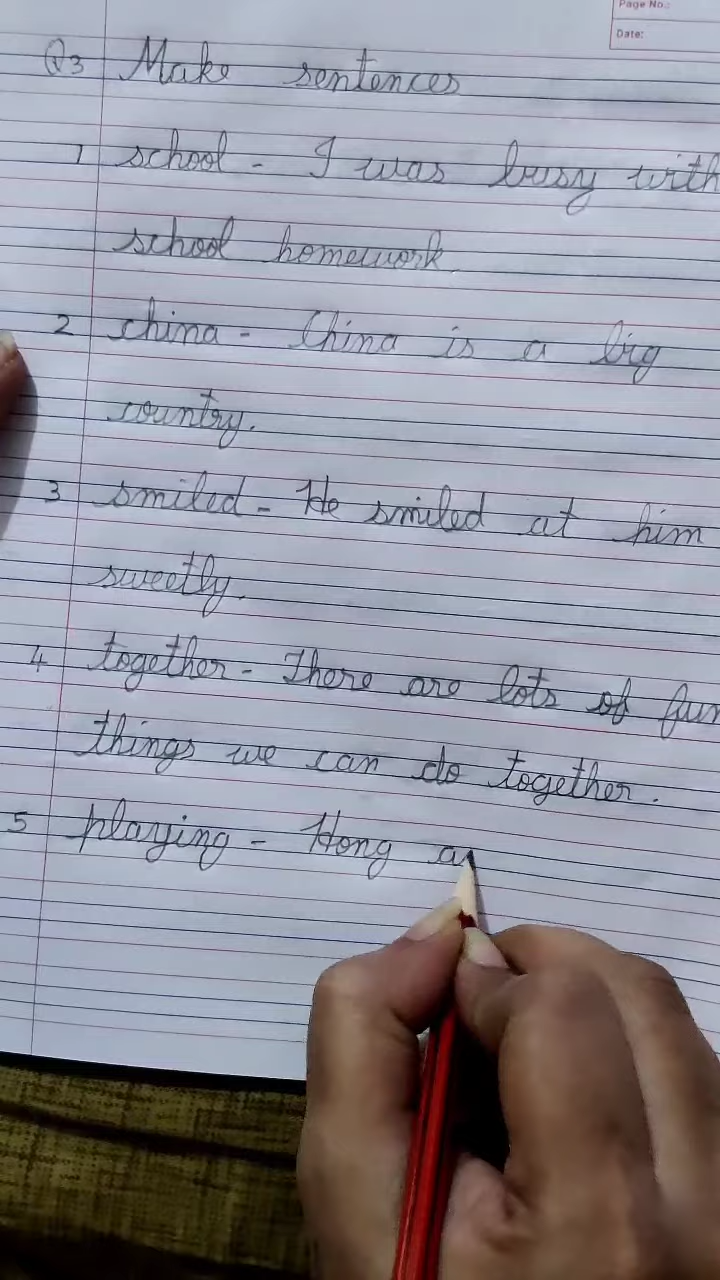 Page No.:
Date:
Q3 Make sentences
1 school - I was busy with
school homework.
2 china - China is a big
country.
3 smiled - He smiled at him
sweetly.
4 together - There are lots of fun
things we can do together.
5 playing - Hong a